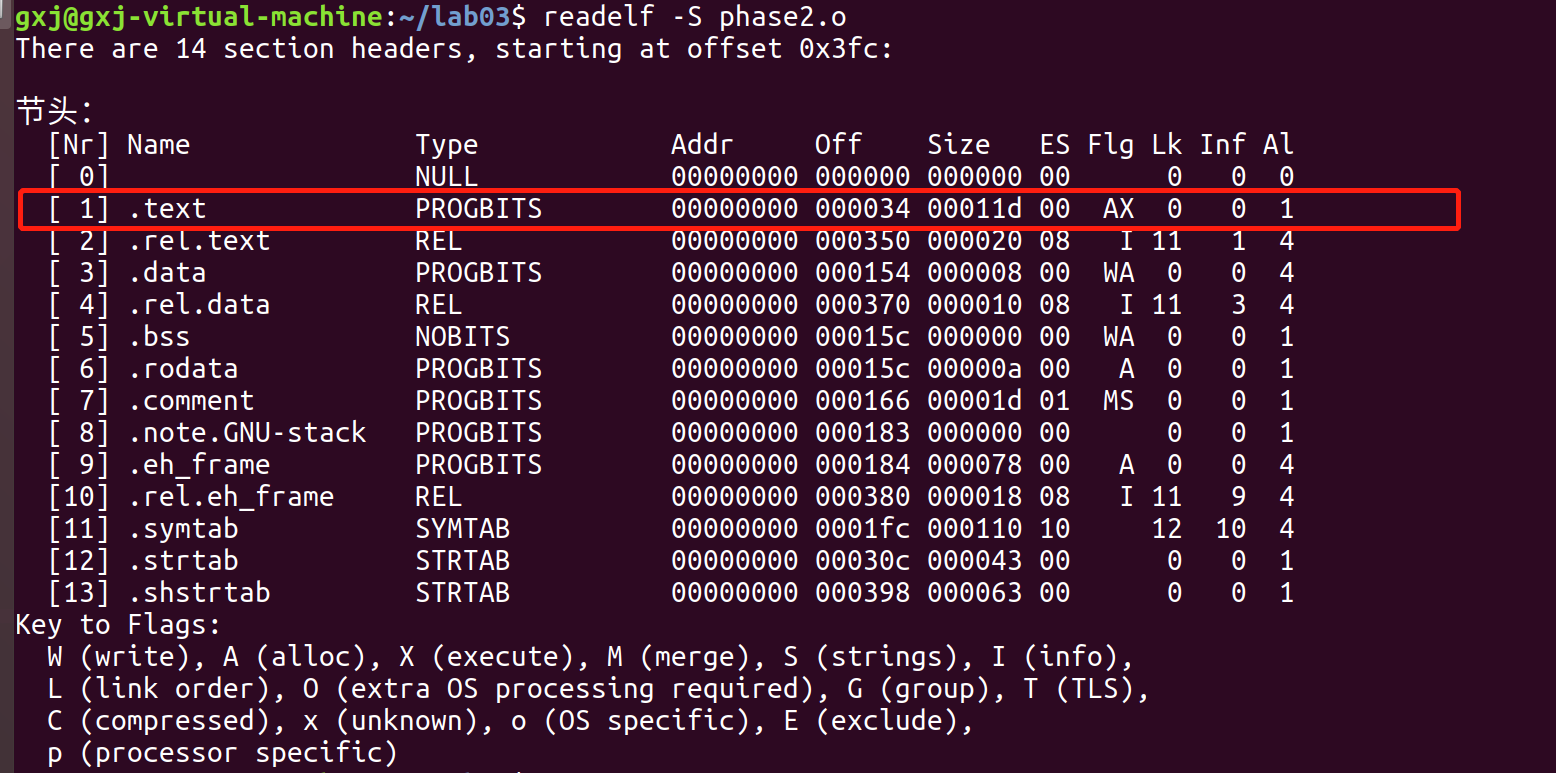 gxj@gxj-virtual-machine:~/lab03$ readelf -S phase2.o
There are 14 section headers, starting at offset 0x3fc:
节头:
[Nr] Name Type Addr Off Size ES Flg Lk Inf Al
[ 0] NULL 00000000 000000 000000 00 0 0 0
[ 1] .text PROGBITS 00000000 000034 00011d 00 AX 0 0 1
[ 2] .rel.text REL 00000000 000350 000020 08 I 11 1 4
[ 3] .data PROGBITS 00000000 000154 000008 00 WA 0 0 4
[ 4] .rel.data REL 00000000 000370 000010 08 I 11 3 4
[ 5] .bss NOBITS 00000000 00015c 000000 00 WA 0 0 1
[ 6] .rodata PROGBITS 00000000 00015c 00000a 00 A 0 0 1
[ 7] .comment PROGBITS 00000000 000166 00001d 01 MS 0 0 1
[ 8] .note.GNU-stack PROGBITS 00000000 000183 000000 00 0 0 1
[ 9] .eh_frame PROGBITS 00000000 000184 000078 00 A 0 0 4
[10] .rel.eh_frame REL 00000000 000380 000018 08 I 11 9 4
[11] .symtab SYMTAB 00000000 0001fc 000110 10 12 10 4
[12] .strtab STRTAB 00000000 00030c 000043 00 0 0 1
[13] .shstrtab STRTAB 00000000 000398 000063 00 0 0 1
Key to Flags:
W (write), A (alloc), X (execute), M (merge), S (strings), I (info),
L (link order), O (extra OS processing required), G (group), T (TLS),
C (compressed), x (unknown), o (OS specific), E (exclude),
p (processor specific)